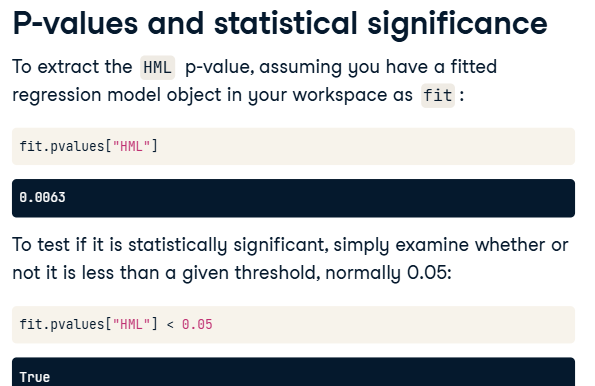 P-values and statistical significance
To extract the HML p-value, assuming you have a fitted
regression model object in your workspace as fit :
fit.pvalues["HML"]
0.0063
To test if it is statistically significant, simply examine whether or
not it is less than a given threshold, normally 0.05:
fit.pvalues["HML"] < 0.05
True